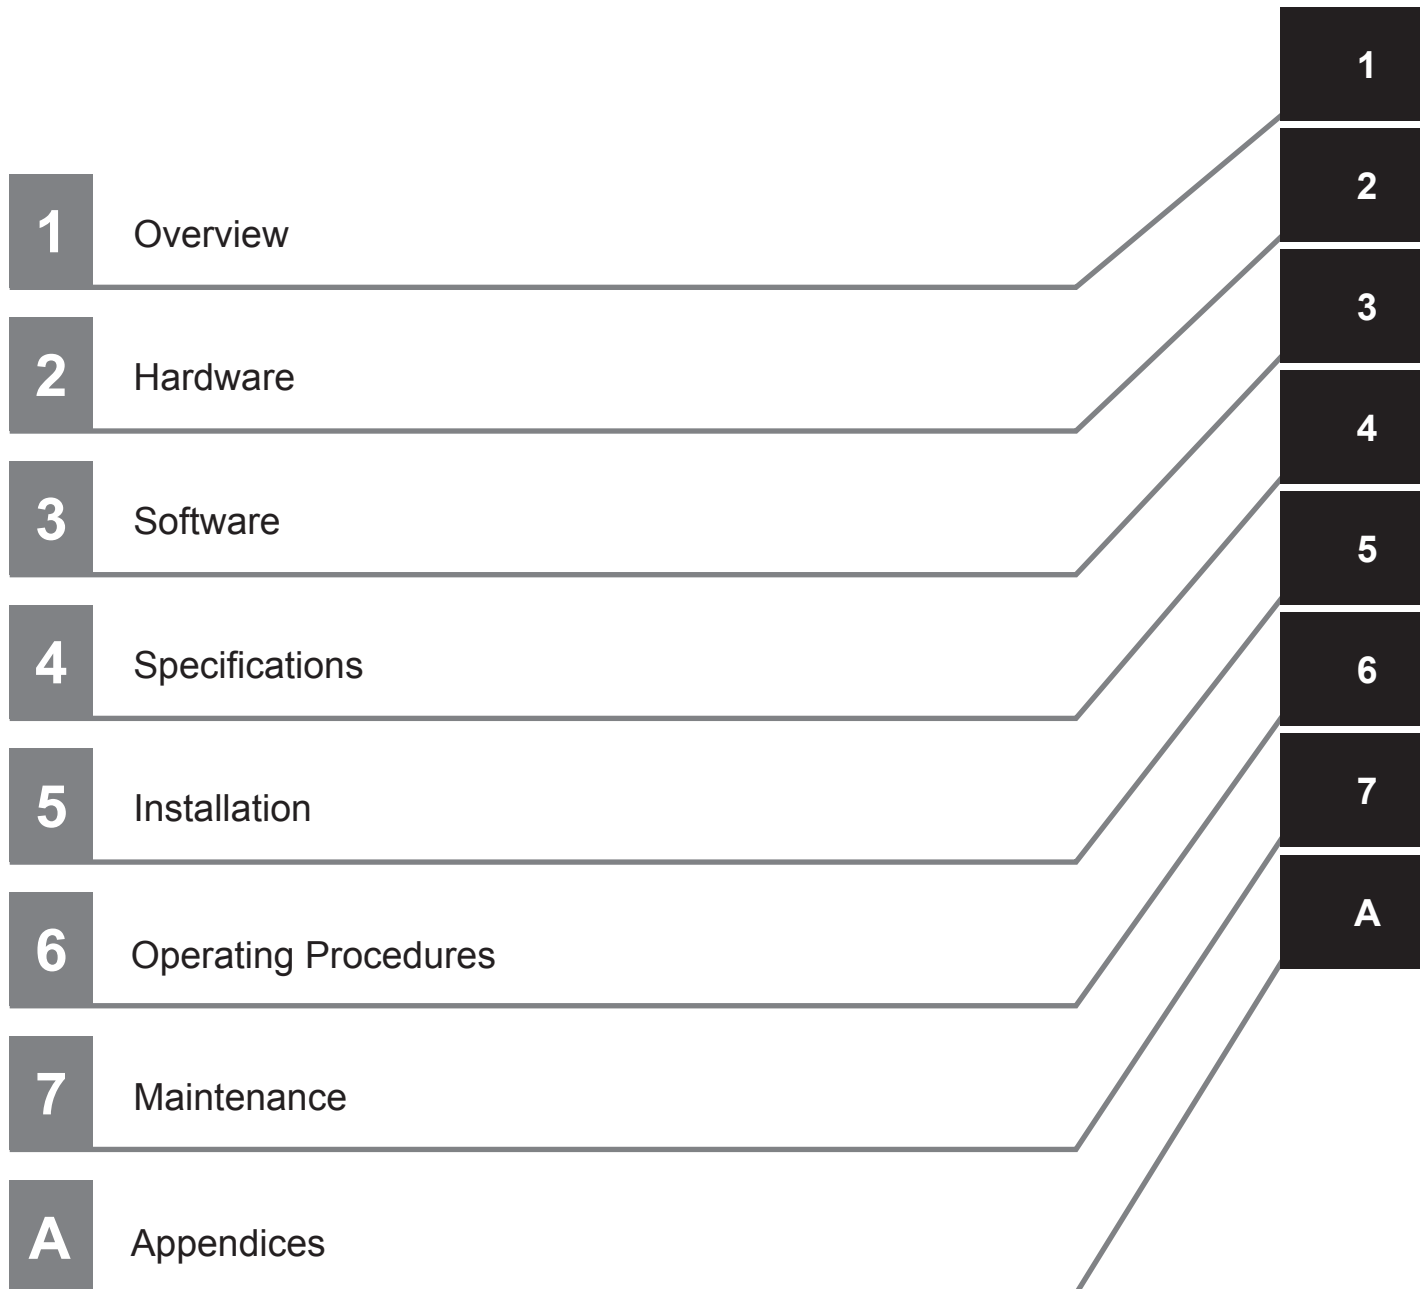 1 Overview
2 Hardware
3 Software
4 Specifications
5 Installation
6 Operating Procedures
7 Maintenance
A Appendices
1
2
3
4
5
6
7
A